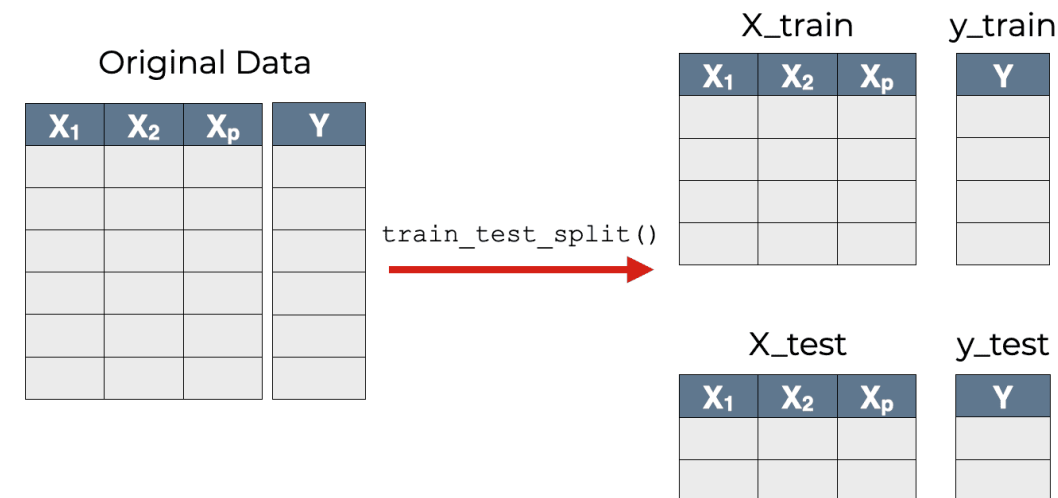 Original Data
X₁ X₂ Xₚ Y
train_test_split()
X_train y_train
X₁ X₂ Xₚ Y
X_test y_test
X₁ X₂ Xₚ Y